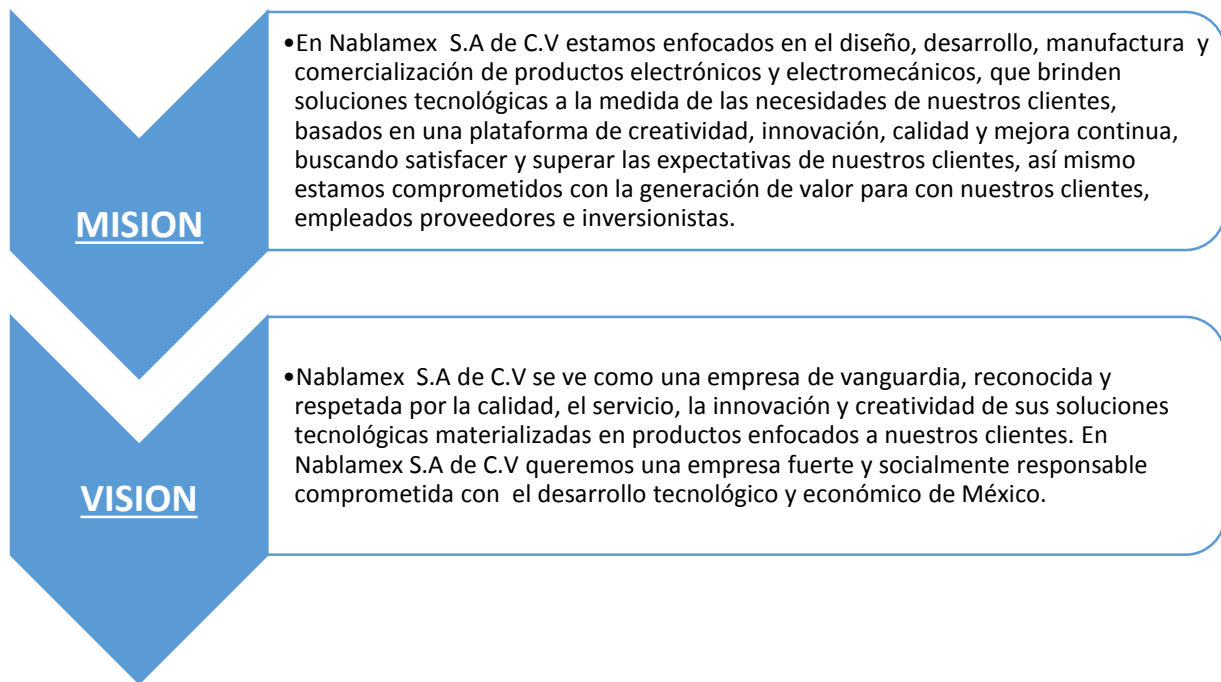 •En Nablamex  S.A de C.V estamos enfocados en el diseño, desarrollo, manufactura  y
comercialización de productos electrónicos y electromecánicos, que brinden
soluciones tecnológicas a la medida de las necesidades de nuestros clientes,
basados en una plataforma de creatividad, innovación, calidad y mejora continua,
buscando satisfacer y superar las expectativas de nuestros clientes, así mismo
estamos comprometidos con la generación de valor para con nuestros clientes,
empleados proveedores e inversionistas.
MISION
•Nablamex  S.A de C.V se ve como una empresa de vanguardia, reconocida y
respetada por la calidad, el servicio, la innovación y creatividad de sus soluciones
tecnológicas materializadas en productos enfocados a nuestros clientes. En
Nablamex S.A de C.V queremos una empresa fuerte y socialmente responsable
comprometida con  el desarrollo tecnológico y económico de México.
VISION